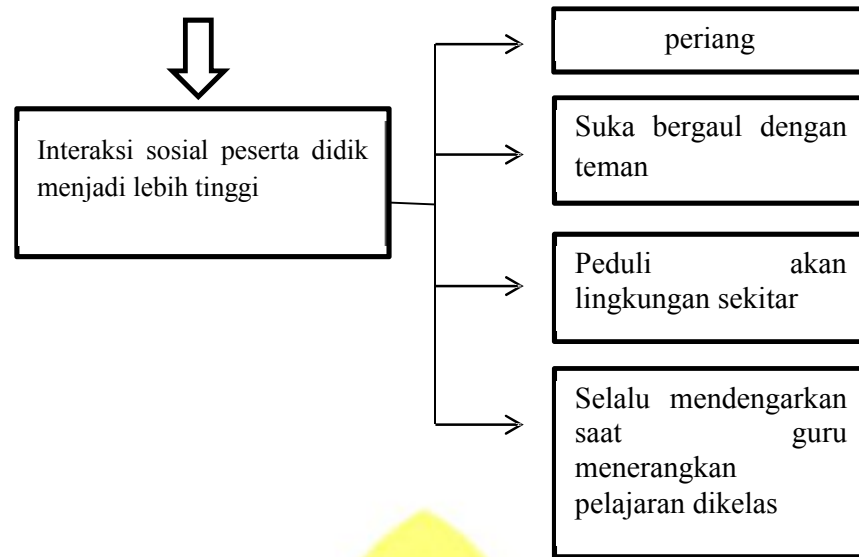 Interaksi sosial peserta didik
menjadi lebih tinggi
periang
Suka bergaul dengan
teman
Peduli akan
lingkungan sekitar
Selalu mendengarkan
saat guru
menerangkan
pelajaran dikelas